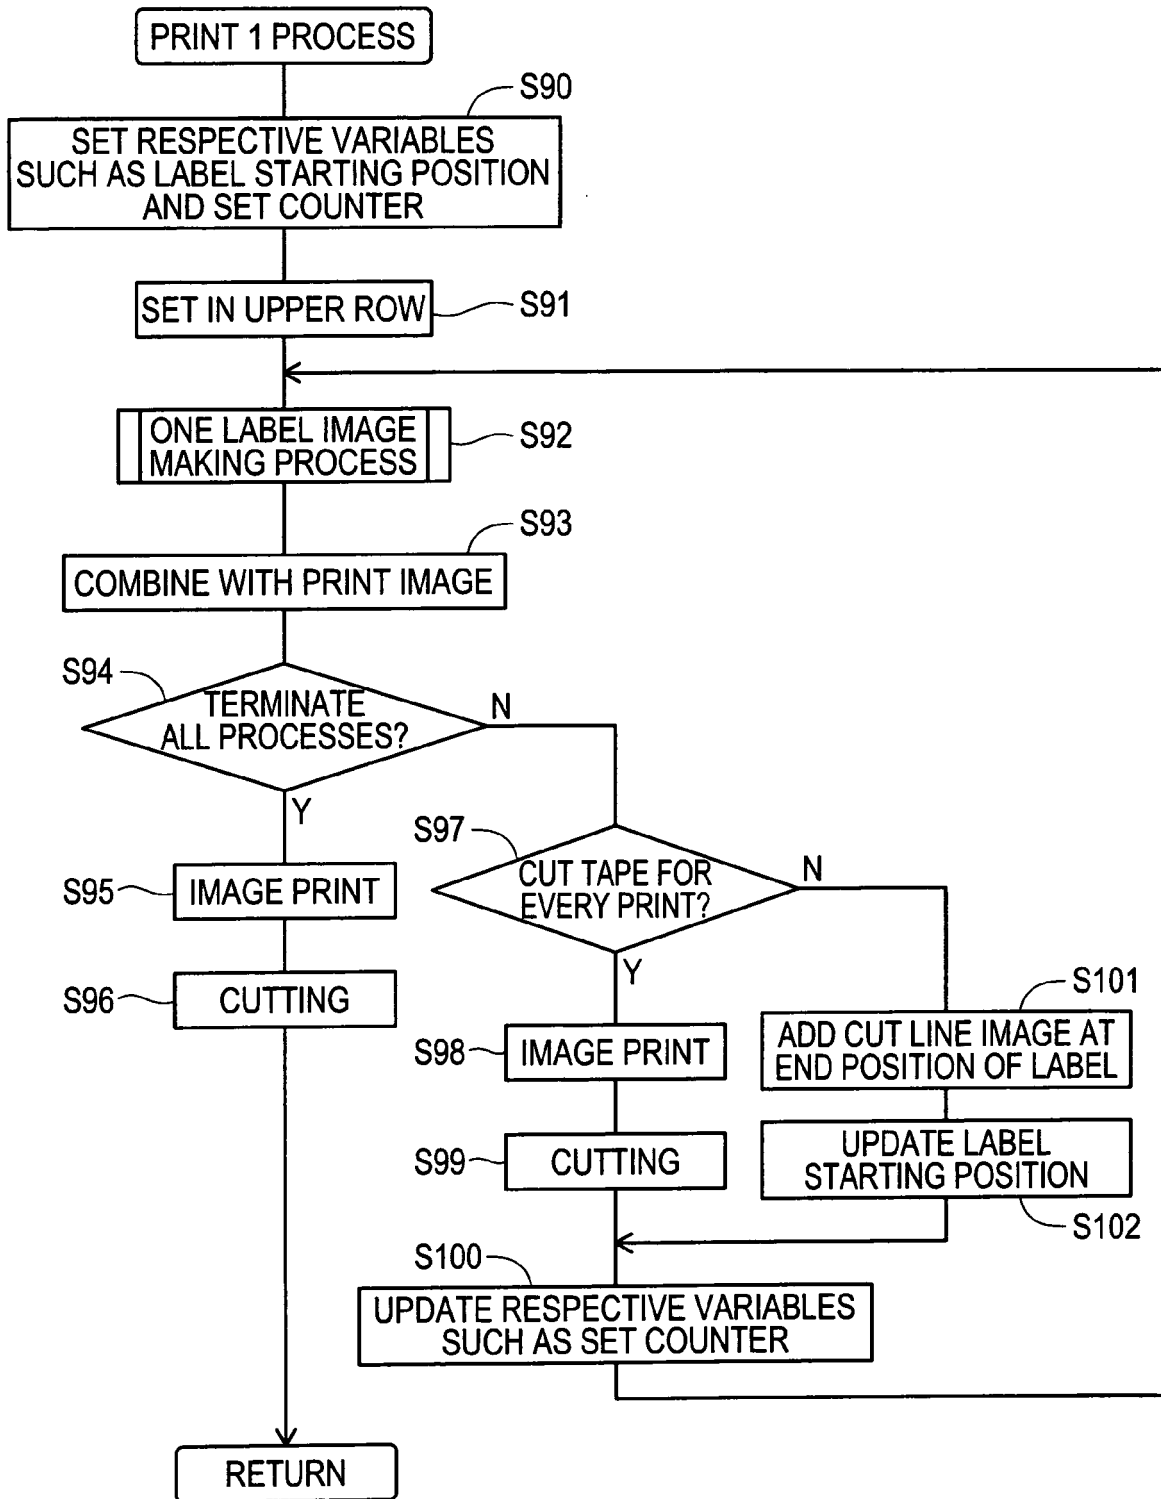 PRINT 1 PROCESS
S90
SET RESPECTIVE VARIABLES
SUCH AS LABEL STARTING POSITION
AND SET COUNTER
SET IN UPPER ROW
S91
ONE LABEL IMAGE
MAKING PROCESS
S92
S93
COMBINE WITH PRINT IMAGE
S94
TERMINATE
ALL PROCESSES?
N
Y
S95
IMAGE PRINT
S96
CUTTING
S97
CUT TAPE FOR
EVERY PRINT?
N
Y
S98
IMAGE PRINT
S99
CUTTING
S101
ADD CUT LINE IMAGE AT
END POSITION OF LABEL
UPDATE LABEL
STARTING POSITION
S102
S100
UPDATE RESPECTIVE VARIABLES
SUCH AS SET COUNTER
RETURN